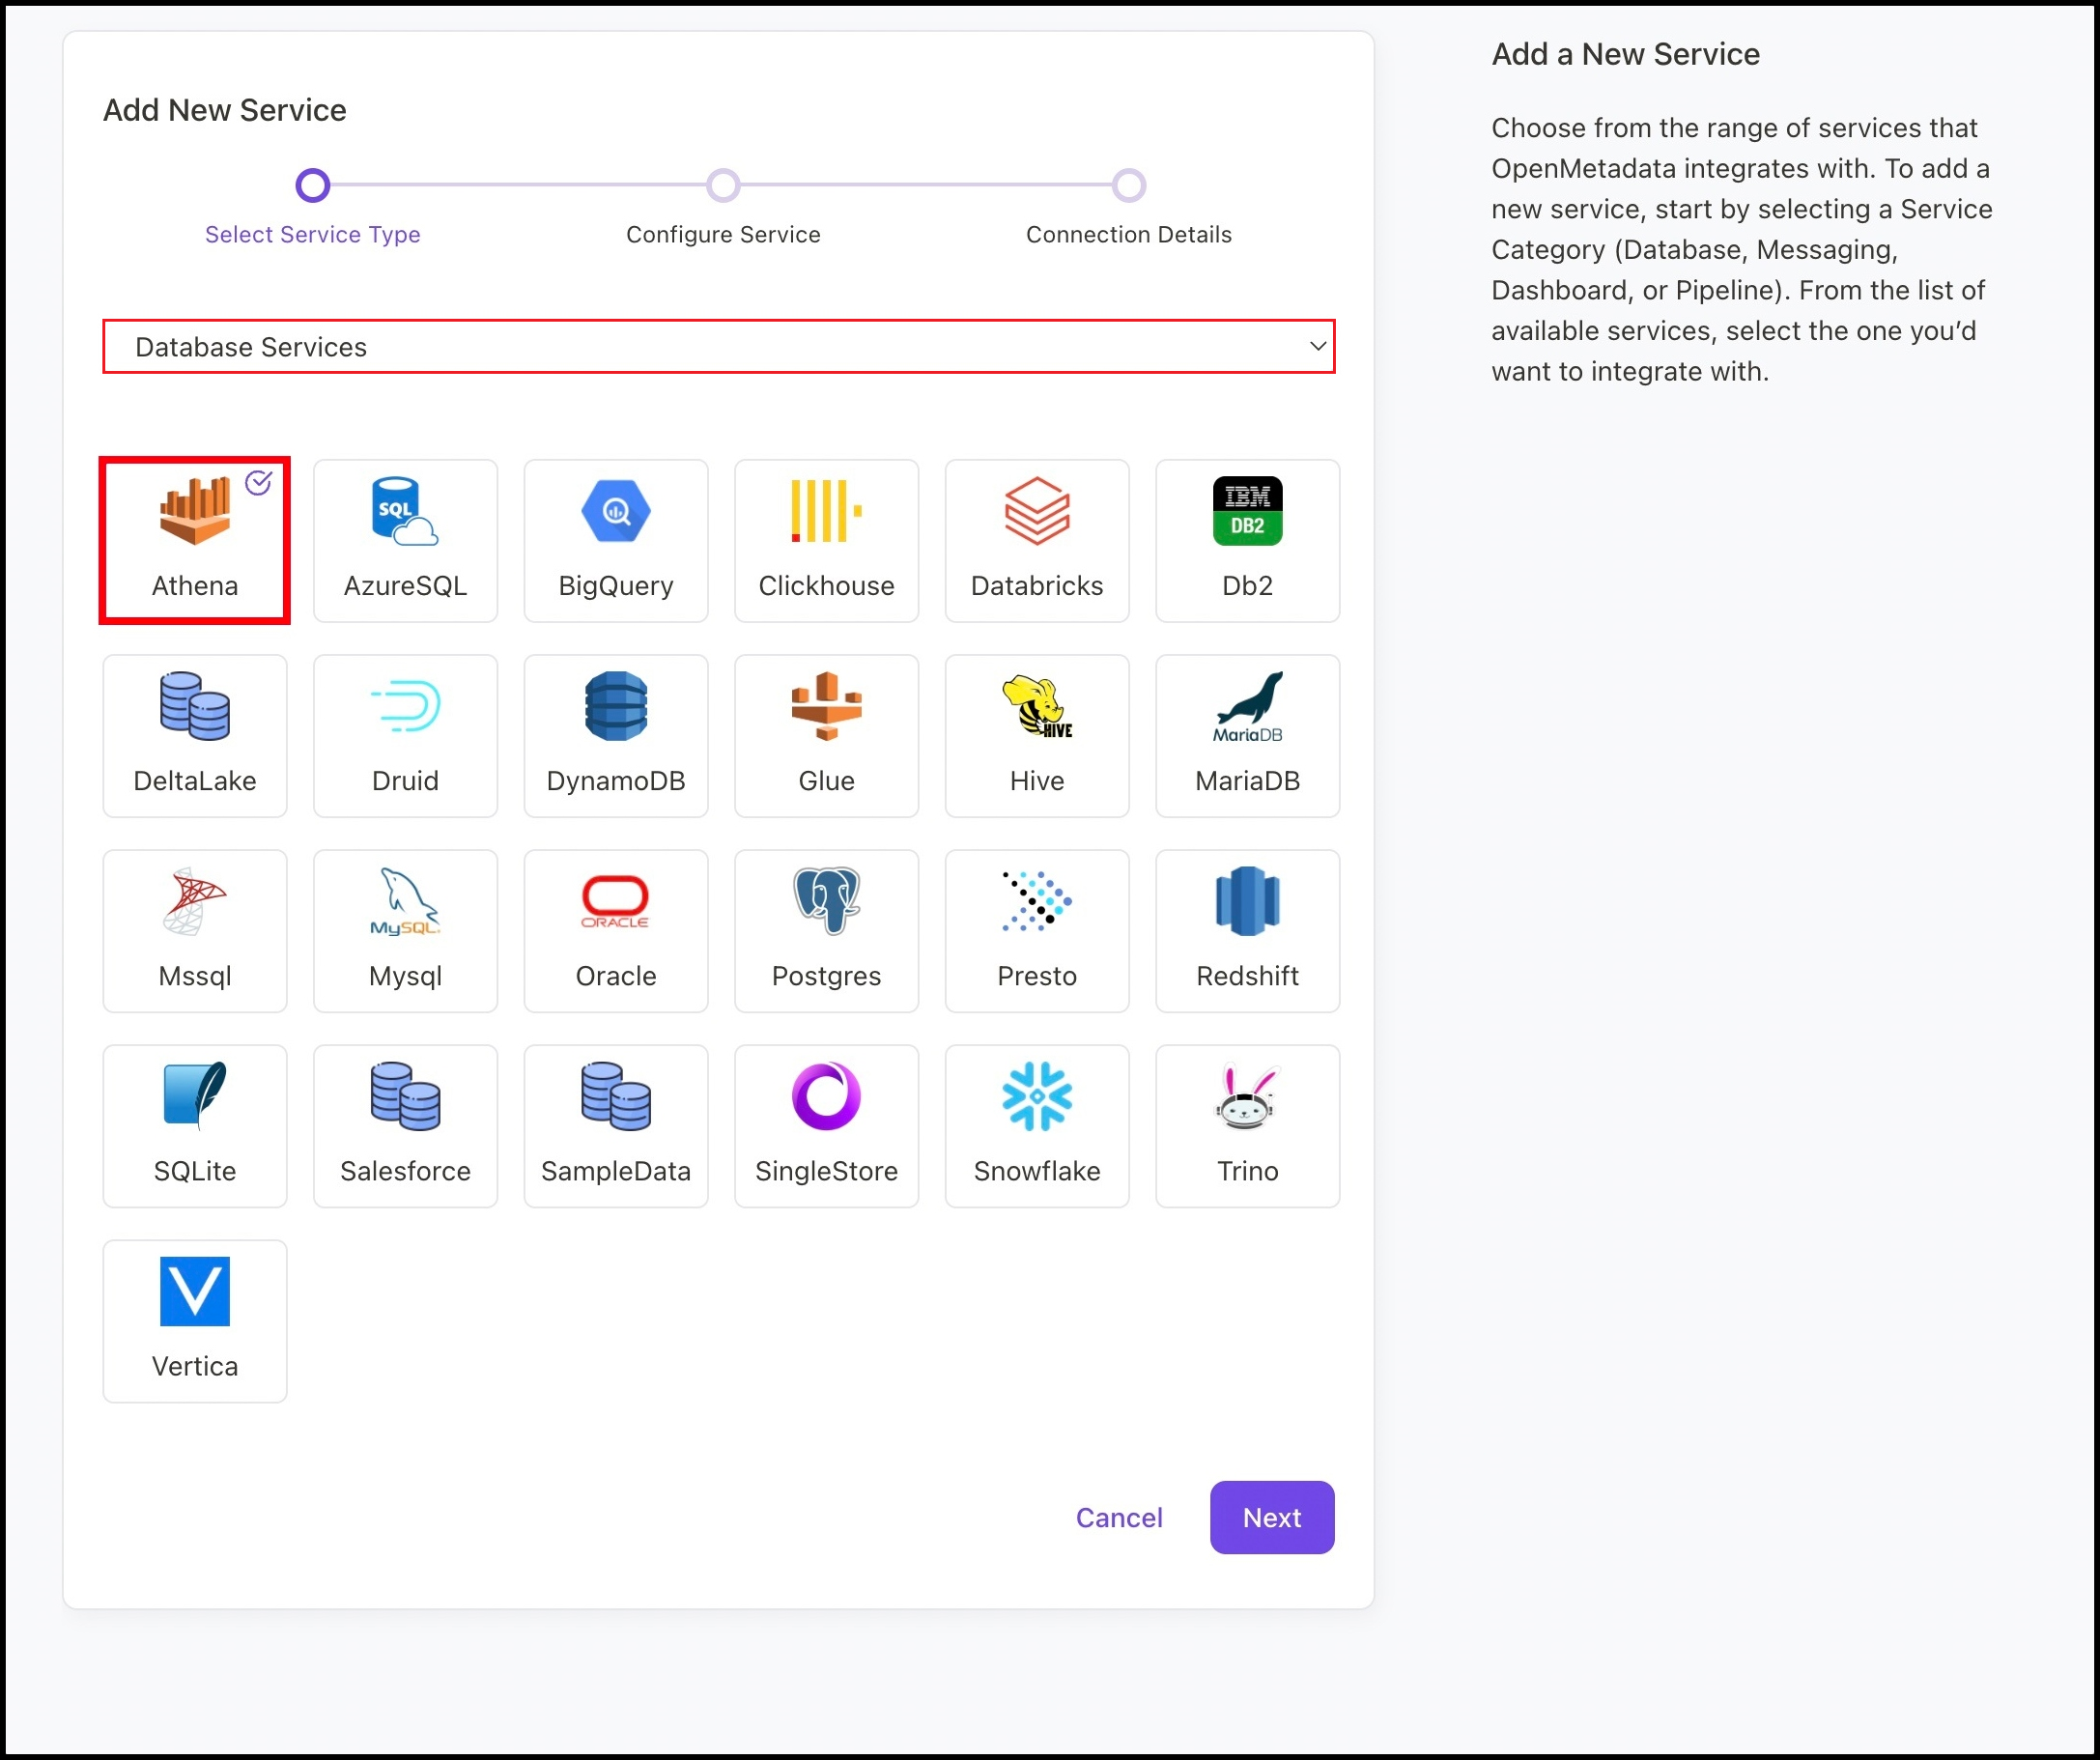 Add New Service
Select Service Type
Configure Service
Connection Details
Database Services
Athena
SQL
AzureSQL
BigQuery
Clickhouse
Databricks
IBM
DB2
Db2
DeltaLake
Druid
DynamoDB
Glue
HIVE
Hive
MariaDB
MariaDB
Mssql
MySQL
Mysql
ORACLE
Oracle
Postgres
Presto
Redshift
SQLite
Salesforce
SampleData
SingleStore
Snowflake
Trino
V
Vertica
Cancel
Next
Add a New Service
Choose from the range of services that
OpenMetadata integrates with. To add a
new service, start by selecting a Service
Category (Database, Messaging,
Dashboard, or Pipeline). From the list of
available services, select the one you’d
want to integrate with.